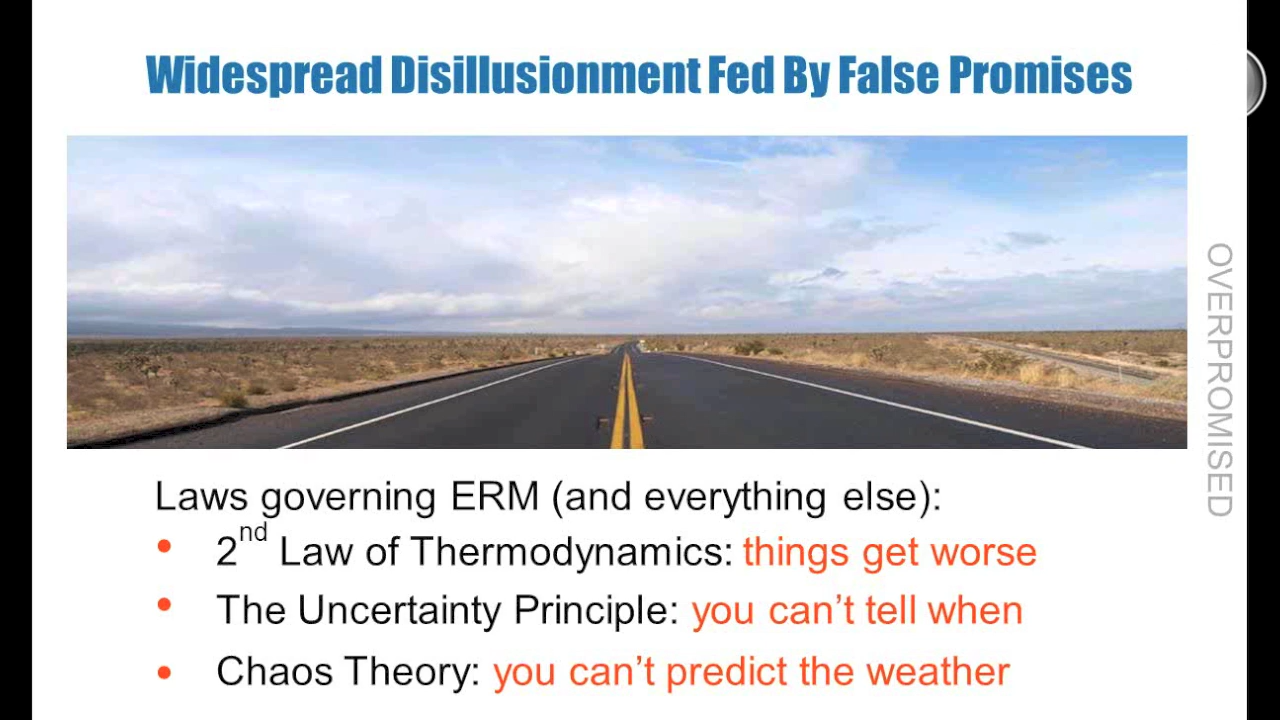 Widespread Disillusionment Fed By False Promises
OVERPROMISED
Laws governing ERM (and everything else):
• 2nd Law of Thermodynamics: things get worse
• The Uncertainty Principle: you can’t tell when
• Chaos Theory: you can’t predict the weather